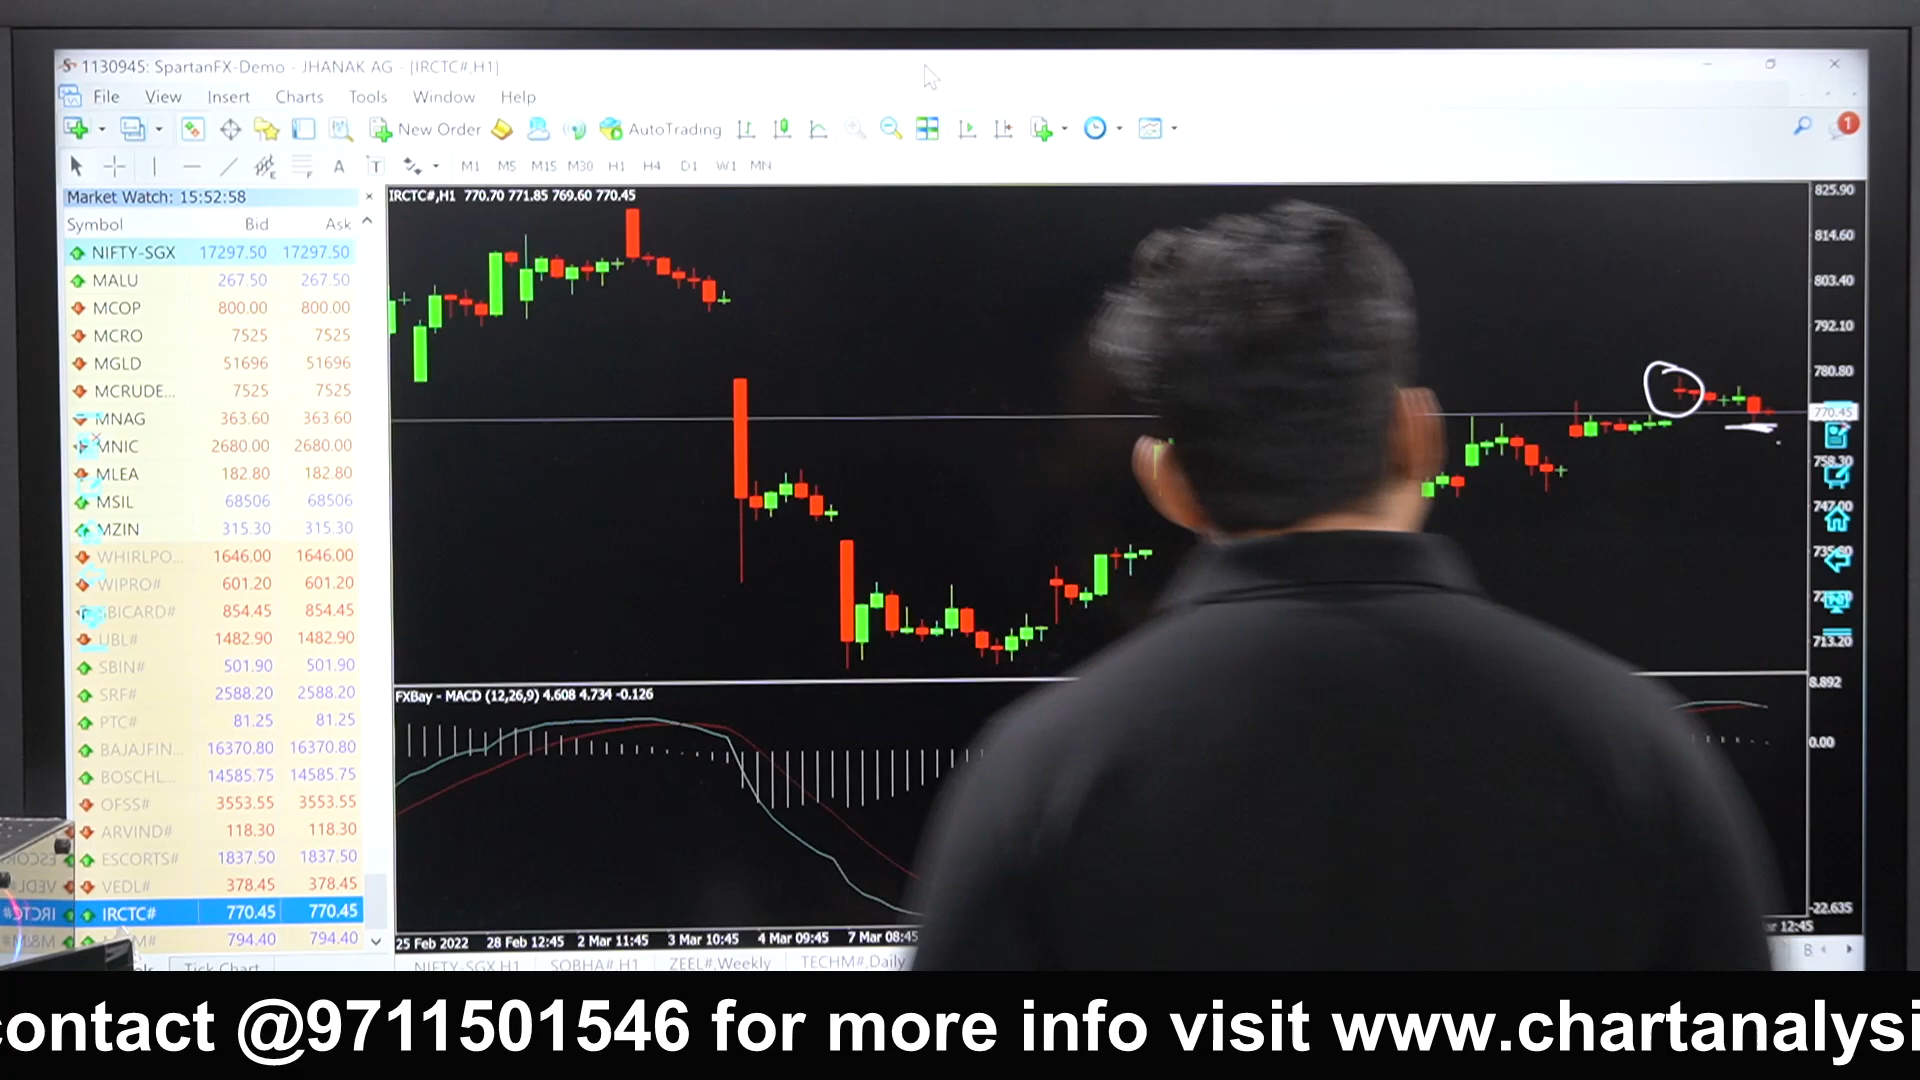 1130945: SpartanFX-Demo - JHANAK AG - [IRCTC#,H1]
File View Insert Charts Tools Window Help
New Order AutoTrading 1
A T M1 M5 M15 M30 H1 H4 D1 W1 MN
Market Watch: 15:52:58
Symbol Bid Ask
NIFTY-SGX 17297.50 17297.50
MALU 267.50 267.50
MCOP 800.00 800.00
MCRO 7525 7525
MGLD 51696 51696
MCRUDE... 7525 7525
MNAG 363.60 363.60
MNIC 2680.00 2680.00
MLEA 182.80 182.80
MSIL 68506 68506
MZIN 315.30 315.30
WHIRLPO... 1646.00 1646.00
WIPRO# 601.20 601.20
SBICARD# 854.45 854.45
UBL# 1482.90 1482.90
SBIN# 501.90 501.90
SRF# 2588.20 2588.20
PTC# 81.25 81.25
BAJAJFIN... 16370.80 16370.80
BOSCHL... 14585.75 14585.75
OFSS# 3553.55 3553.55
ARVIND# 118.30 118.30
ESCORTS# 1837.50 1837.50
VEDL# 378.45 378.45
IRCTC# 770.45 770.45
794.40 794.40
Tick Chart
IRCTC#,H1 770.70 771.85 769.60 770.45
825.90
814.60
803.40
792.10
780.80
770.45
758.30
747.00
735.60
713.20
FXBay - MACD (12,26,9) 4.608 4.734 -0.126
8.892
0.00
-22.635
25 Feb 2022 28 Feb 12:45 2 Mar 11:45 3 Mar 10:45 4 Mar 09:45 7 Mar 08:45 12:45
NIFTY-SGX,H1 SOBHA#,H1 ZEEL#,Weekly TECHM#,Daily
contact @9711501546 for more info visit www.chartanalysi